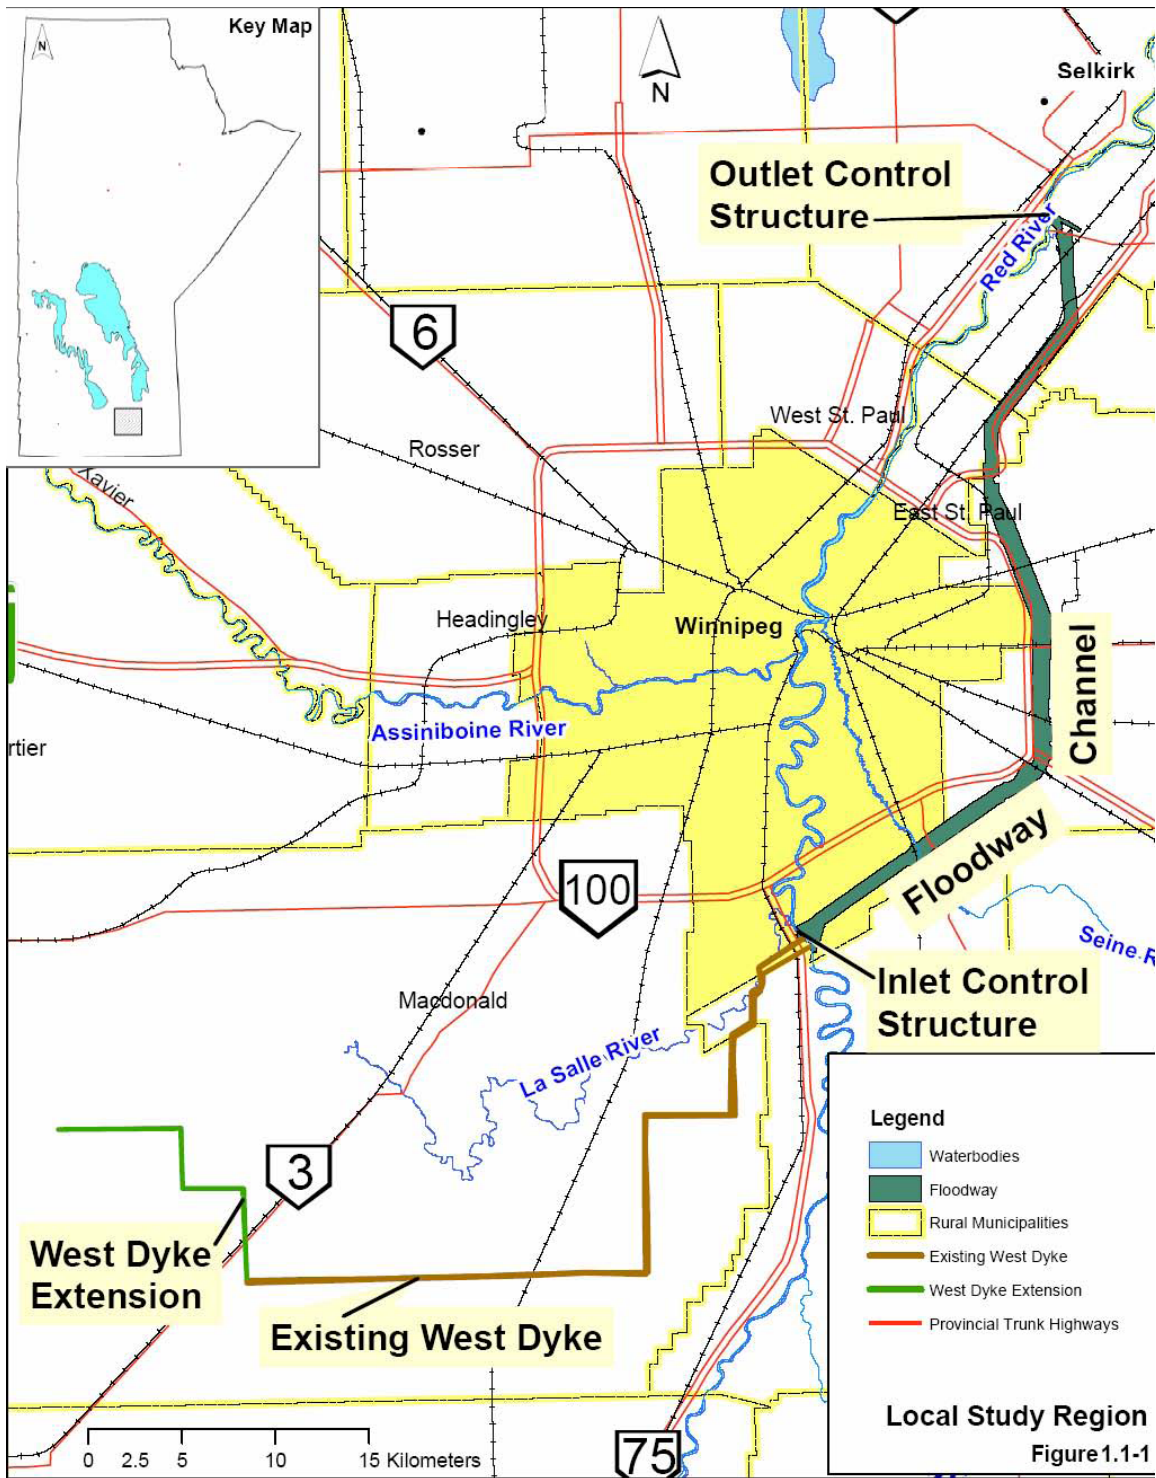 Key Map
N
N
Selkirk
Outlet Control
Structure
Red River
6
West St. Paul
Rosser
Xavier
East St. Paul
Headingley
Winnipeg
Channel
Assiniboine River
rtier
Floodway
100
Seine R
Inlet Control
Structure
Macdonald
La Salle River
3
West Dyke
Extension
Existing West Dyke
Legend
Waterbodies
Floodway
Rural Municipalities
Existing West Dyke
West Dyke Extension
Provincial Trunk Highways
Local Study Region
Figure 1.1-1
75
0 2.5 5 10 15 Kilometers